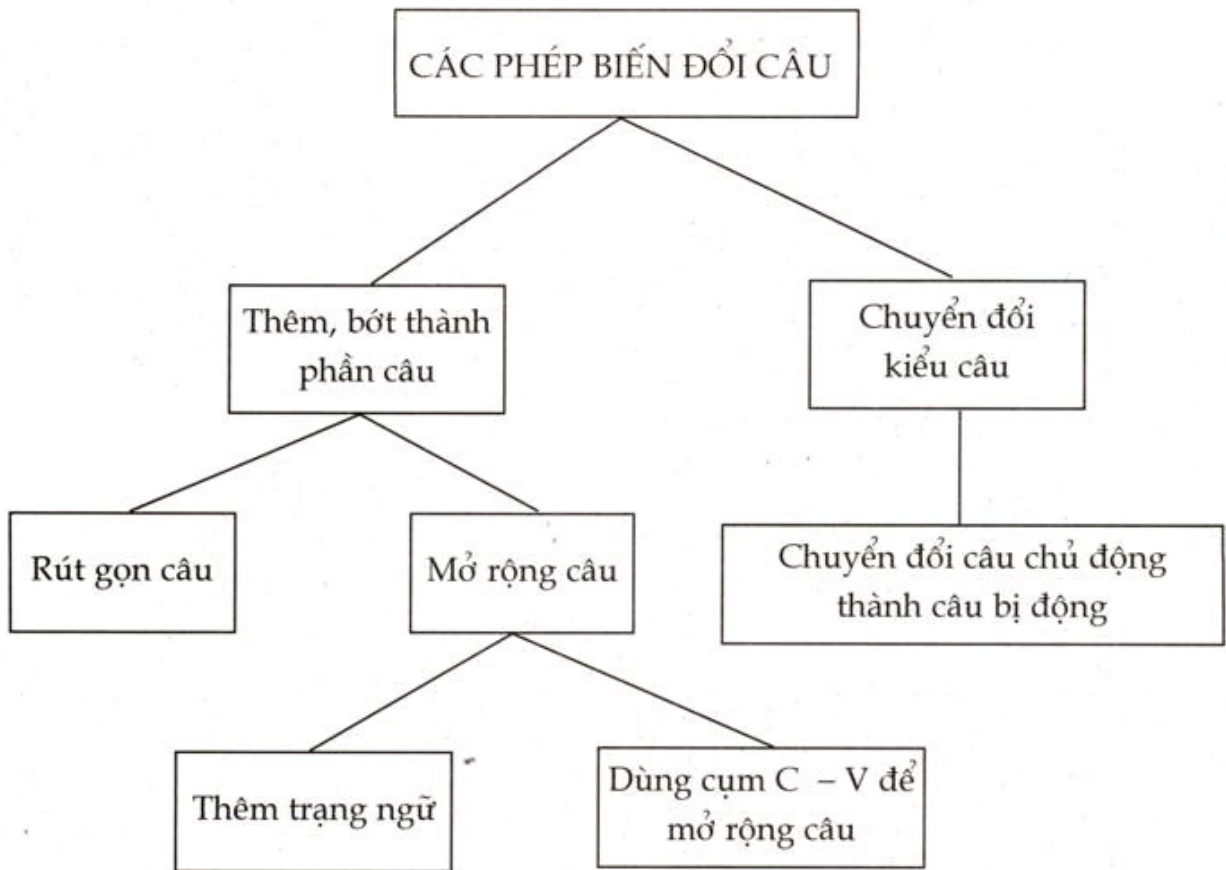 CÁC PHÉP BIẾN ĐỔI CÂU
Thêm, bớt thành
phần câu
Chuyển đổi
kiểu câu
Rút gọn câu
Mở rộng câu
Chuyển đổi câu chủ động
thành câu bị động
Thêm trạng ngữ
Dùng cụm C – V để
mở rộng câu